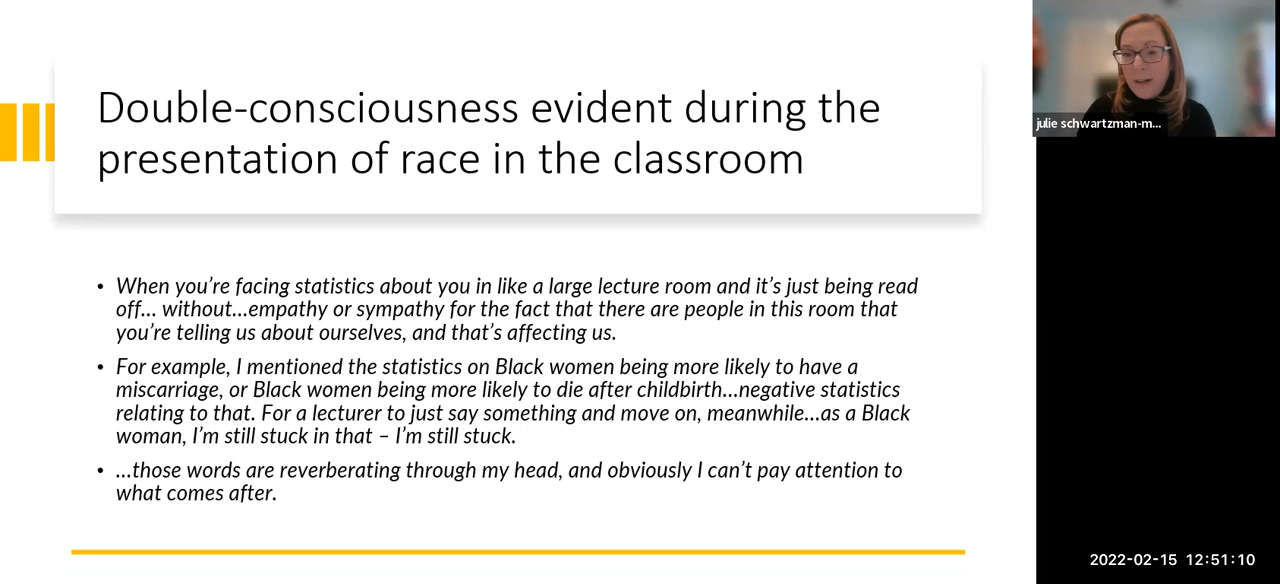 Double-consciousness evident during the
presentation of race in the classroom
• When you're facing statistics about you in like a large lecture room and it's just being read
off... without...empathy or sympathy for the fact that there are people in this room that
you're telling us about ourselves, and that's affecting us.
• For example, I mentioned the statistics on Black women being more likely to have a
miscarriage, or Black women being more likely to die after childbirth...negative statistics
relating to that. For a lecturer to just say something and move on, meanwhile...as a Black
woman, I'm still stuck in that – I'm still stuck.
• ...those words are reverberating through my head, and obviously I can't pay attention to
what comes after.
julie schwartzman-m...
2022-02-15 12:51:10